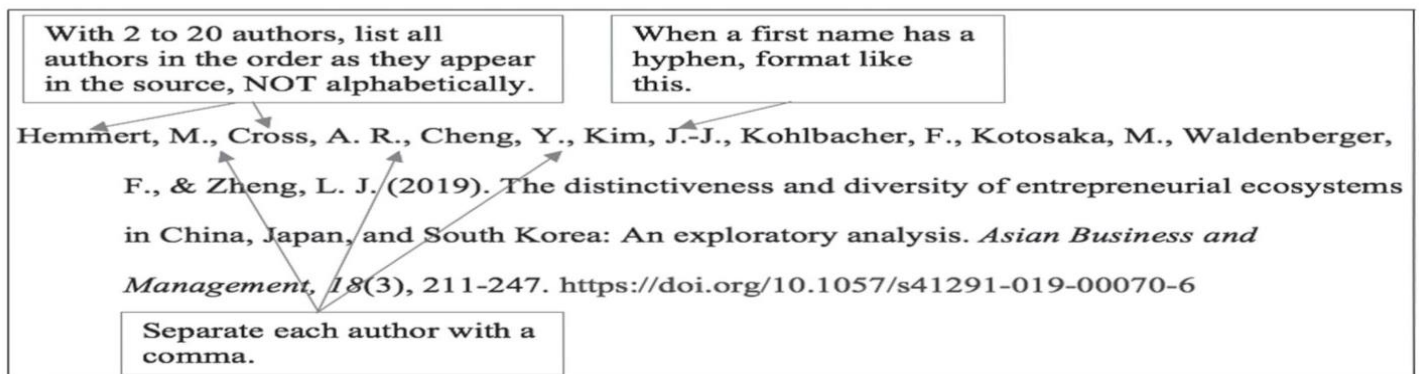 With 2 to 20 authors, list all
authors in the order as they appear
in the source, NOT alphabetically.
When a first name has a
hyphen, format like
this.
Hemmert, M., Cross, A. R., Cheng, Y., Kim, J.-J., Kohlbacher, F., Kotosaka, M., Waldenberger,
F., & Zheng, L. J. (2019). The distinctiveness and diversity of entrepreneurial ecosystems
in China, Japan, and South Korea: An exploratory analysis. Asian Business and
Management, 18(3), 211-247. https://doi.org/10.1057/s41291-019-00070-6
Separate each author with a
comma.